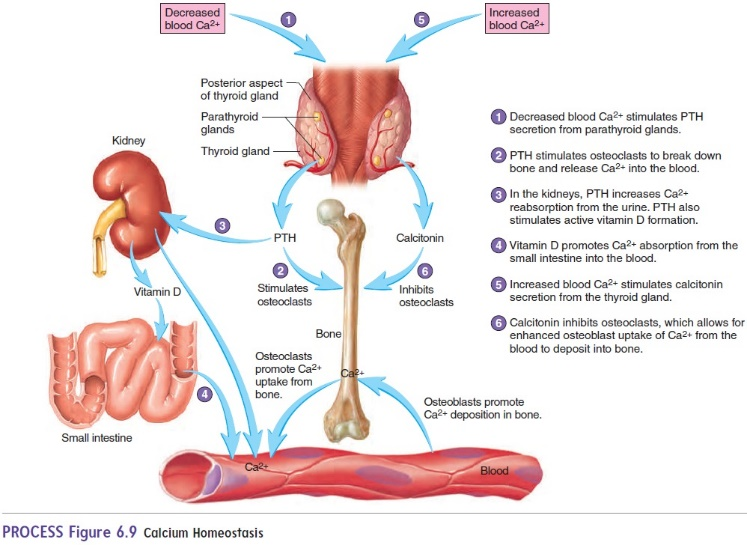 Decreased
blood Ca2+
1
5
Increased
blood Ca2+
Posterior aspect
of thyroid gland
Parathyroid
glands
Thyroid gland
Kidney
3
PTH
Calcitonin
2
Stimulates
osteoclasts
6
Inhibits
osteoclasts
Vitamin D
Bone
Osteoclasts
promote Ca2+
uptake from
bone.
Ca2+
4
Osteoblasts promote
Ca2+ deposition in bone.
Small intestine
Ca2+
Blood
1 Decreased blood Ca2+ stimulates PTH
secretion from parathyroid glands.
2 PTH stimulates osteoclasts to break down
bone and release Ca2+ into the blood.
3 In the kidneys, PTH increases Ca2+
reabsorption from the urine. PTH also
stimulates active vitamin D formation.
4 Vitamin D promotes Ca2+ absorption from the
small intestine into the blood.
5 Increased blood Ca2+ stimulates calcitonin
secretion from the thyroid gland.
6 Calcitonin inhibits osteoclasts, which allows for
enhanced osteoblast uptake of Ca2+ from the
blood to deposit into bone.
PROCESS Figure 6.9 Calcium Homeostasis